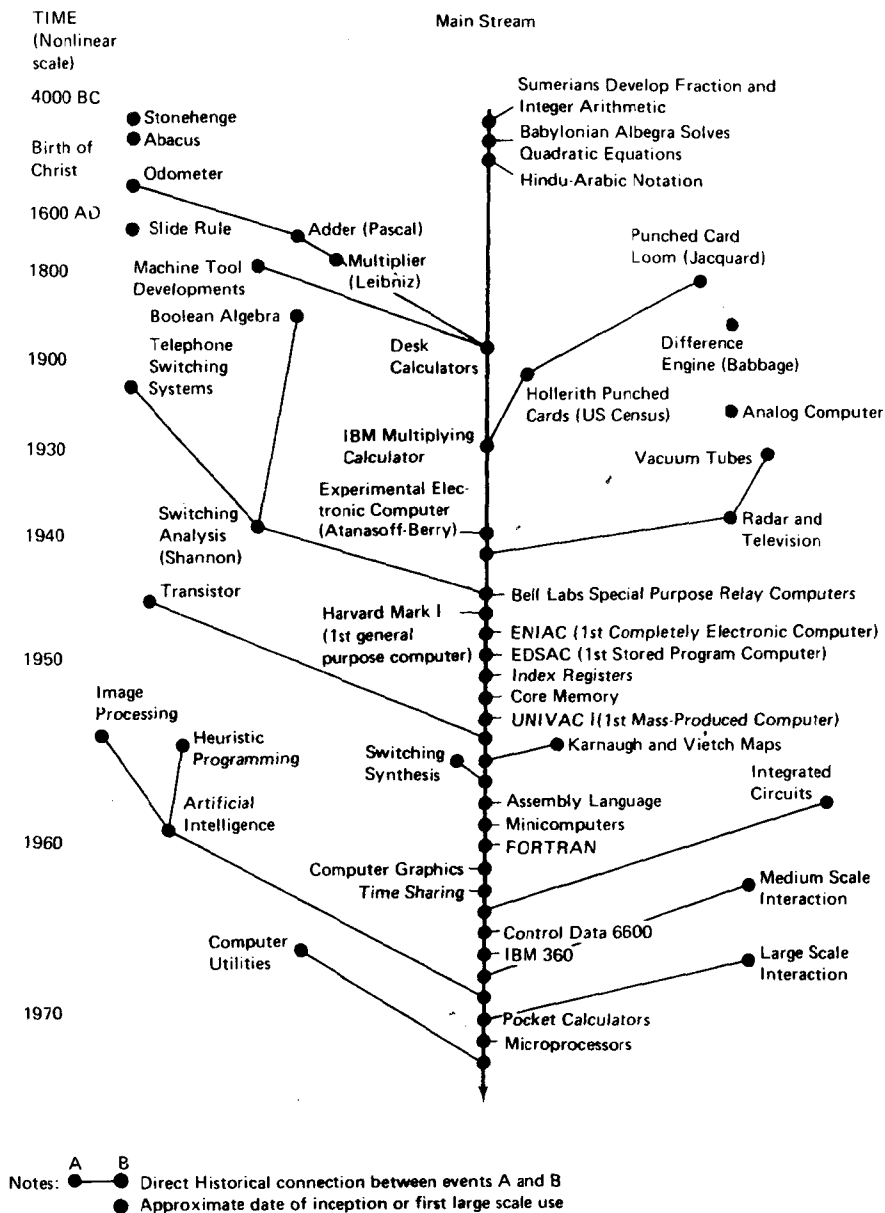 TIME
(Nonlinear
scale)
Main Stream
4000 BC
Sumerians Develop Fraction and
Integer Arithmetic
Stonehenge
Abacus
Babylonian Albegra Solves
Quadratic Equations
Birth of
Christ
Odometer
Hindu-Arabic Notation
1600 AD
Slide Rule
Adder (Pascal)
Punched Card
Loom (Jacquard)
1800
Machine Tool
Developments
Multiplier
(Leibniz)
Boolean Algebra
Difference
Engine (Babbage)
1900
Telephone
Switching
Systems
Desk
Calculators
Hollerith Punched
Cards (US Census)
Analog Computer
1930
IBM Multiplying
Calculator
Vacuum Tubes
Experimental Elec-
tronic Computer
(Atanasoff-Berry)
1940
Switching
Analysis
(Shannon)
Radar and
Television
Transistor
Bell Labs Special Purpose Relay Computers
Harvard Mark I
(1st general
purpose computer)
ENIAC (1st Completely Electronic Computer)
1950
EDSAC (1st Stored Program Computer)
Index Registers
Core Memory
UNIVAC I (1st Mass-Produced Computer)
Image
Processing
Heuristic
Programming
Karnaugh and Vietch Maps
Switching
Synthesis
Integrated
Circuits
Artificial
Intelligence
Assembly Language
Minicomputers
1960
FORTRAN
Computer Graphics
Time Sharing
Medium Scale
Interaction
Control Data 6600
Computer
Utilities
IBM 360
Large Scale
Interaction
1970
Pocket Calculators
Microprocessors
A B
Notes: Direct Historical connection between events A and B
Approximate date of inception or first large scale use